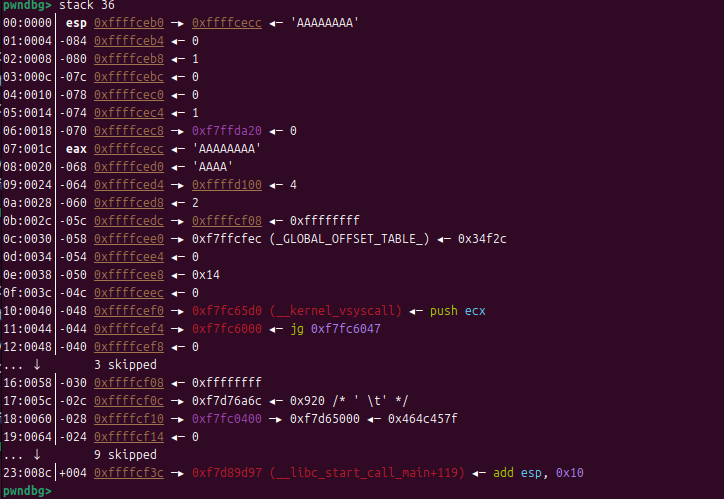 pwndbg> stack 36
00:0000│ esp 0xffffceb0 —▸ 0xffffcecc ◂— 'AAAAAAAA'
01:0004│-084 0xffffceb4 ◂— 0
02:0008│-080 0xffffceb8 ◂— 1
03:000c│-07c 0xffffcebc ◂— 0
04:0010│-078 0xffffcec0 ◂— 0
05:0014│-074 0xffffcec4 ◂— 1
06:0018│-070 0xffffcec8 —▸ 0xf7ffda20 ◂— 0
07:001c│ eax 0xffffcecc ◂— 'AAAAAAAA'
08:0020│-068 0xffffced0 ◂— 'AAAA'
09:0024│-064 0xffffced4 —▸ 0xffffd100 ◂— 4
0a:0028│-060 0xffffced8 ◂— 2
0b:002c│-05c 0xffffcedc —▸ 0xffffcf08 ◂— 0xffffffff
0c:0030│-058 0xffffcee0 —▸ 0xf7ffcfec (_GLOBAL_OFFSET_TABLE_) ◂— 0x34f2c
0d:0034│-054 0xffffcee4 ◂— 0
0e:0038│-050 0xffffcee8 ◂— 0x14
0f:003c│-04c 0xffffceec ◂— 0
10:0040│-048 0xffffcef0 —▸ 0xf7fc65d0 (__kernel_vsyscall) ◂— push ecx
11:0044│-044 0xffffcef4 —▸ 0xf7fc6000 ◂— jg 0xf7fc6047
12:0048│-040 0xffffcef8 ◂— 0
... ↓ 3 skipped
16:0058│-030 0xffffcf08 ◂— 0xffffffff
17:005c│-02c 0xffffcf0c —▸ 0xf7d76a6c ◂— 0x920 /* ' \t' */
18:0060│-028 0xffffcf10 —▸ 0xf7fc0400 —▸ 0xf7d65000 ◂— 0x464c457f
19:0064│-024 0xffffcf14 ◂— 0
... ↓ 9 skipped
23:008c│+004 0xffffcf3c —▸ 0xf7d89d97 (__libc_start_call_main+119) ◂— add esp, 0x10
pwndbg>